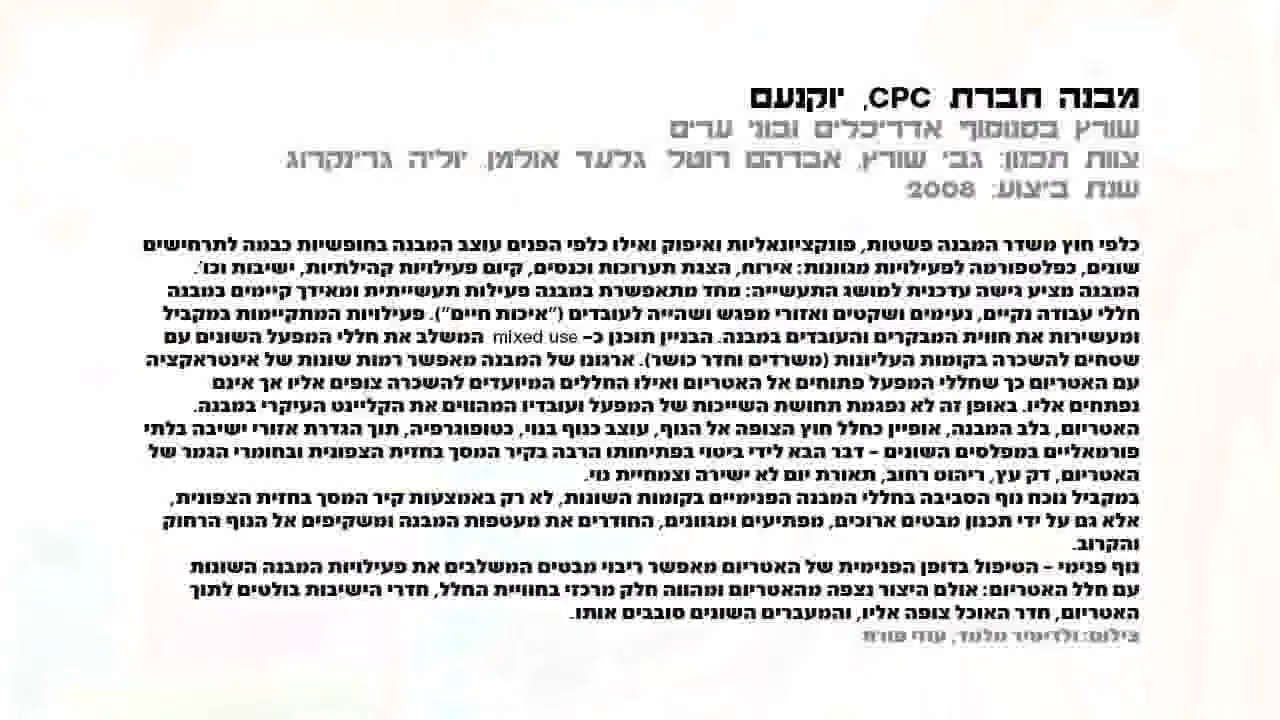 מבנה חברת CPC, יוקנעם
שורץ בסנוסוף אדריכלים ובוני ערים
צוות תכנון: גבי שורץ, אברהם רוטל, גלעד אולמן, יוליה גרינקרוג
שנת ביצוע: 2008
כלפי חוץ משדר המבנה פשטות, פונקציונאליות ואיפוק ואילו כלפי הפנים עוצב המבנה בחופשיות כבמה לתרחישים
שונים, כפלטפורמה לפעילויות מגוונות: אירוח, הצגת תערוכות וכנסים, קיום פעילויות קהילתיות, ישיבות וכו'.
המבנה מציע גישה עדכנית למושג התעשייה: מחד מתאפשרת במבנה פעילות תעשייתית ומאידך קיימים במבנה
חללי עבודה נקיים, נעימים ושקטים ואזורי מפגש ושהייה לעובדים ("איכות חיים"). פעילויות המתקיימות במקביל
ומעשירות את חווית המבקרים והעובדים במבנה. הבניין תוכנן כ- mixed use המשלב את חללי המפעל השונים עם
שטחים להשכרה בקומות העליונות (משרדים וחדר כושר). ארגונו של המבנה מאפשר רמות שונות של אינטראקציה
עם האטריום כך שחללי המפעל פתוחים אל האטריום ואילו החללים המיועדים להשכרה צופים אליו אך אינם
נפתחים אליו. באופן זה לא נפגמת תחושת השייכות של המפעל ועובדיו המהווים את הקליינט העיקרי במבנה.
האטריום, בלב המבנה, אופיין כחלל חוץ הצופה אל הנוף, עוצב כנוף בנוי, כטופוגרפיה, תוך הגדרת אזורי ישיבה בלתי
פורמאליים במפלסים השונים – דבר הבא לידי ביטוי בפתיחותו הרבה בקיר המסך בחזית הצפונית ובחומרי הגמר של
האטריום, דק עץ, ריהוט רחוב, תאורת יום לא ישירה וצמחיית נוי.
במקביל נוכח נוף הסביבה בחללי המבנה הפנימיים בקומות השונות, לא רק באמצעות קיר המסך בחזית הצפונית,
אלא גם על ידי תכנון מבטים ארוכים, מפתיעים ומגוונים, החודרים את מעטפות המבנה ומשקיפים אל הנוף הרחוק
והקרוב.
נוף פנימי – הטיפול בדופן הפנימית של האטריום מאפשר ריבוי מבטים המשלבים את פעילויות המבנה השונות
עם חלל האטריום: אולם היצור נצפה מהאטריום ומהווה חלק מרכזי בחוויית החלל, חדרי הישיבות בולטים לתוך
האטריום, חדר האוכל צופה אליו, והמעברים השונים סובבים אותו.
צילום: ולדימיר מלמד, עוזי פורת